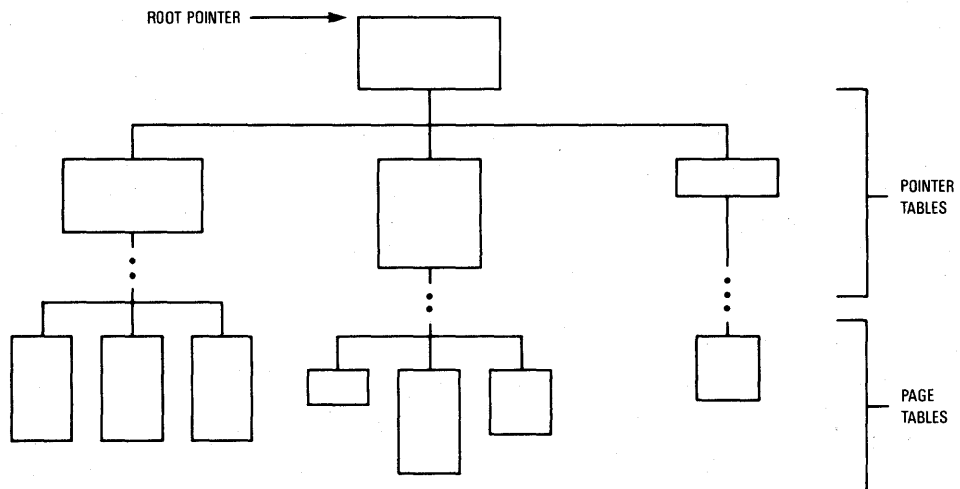 ROOT POINTER
POINTER
TABLES
PAGE
TABLES